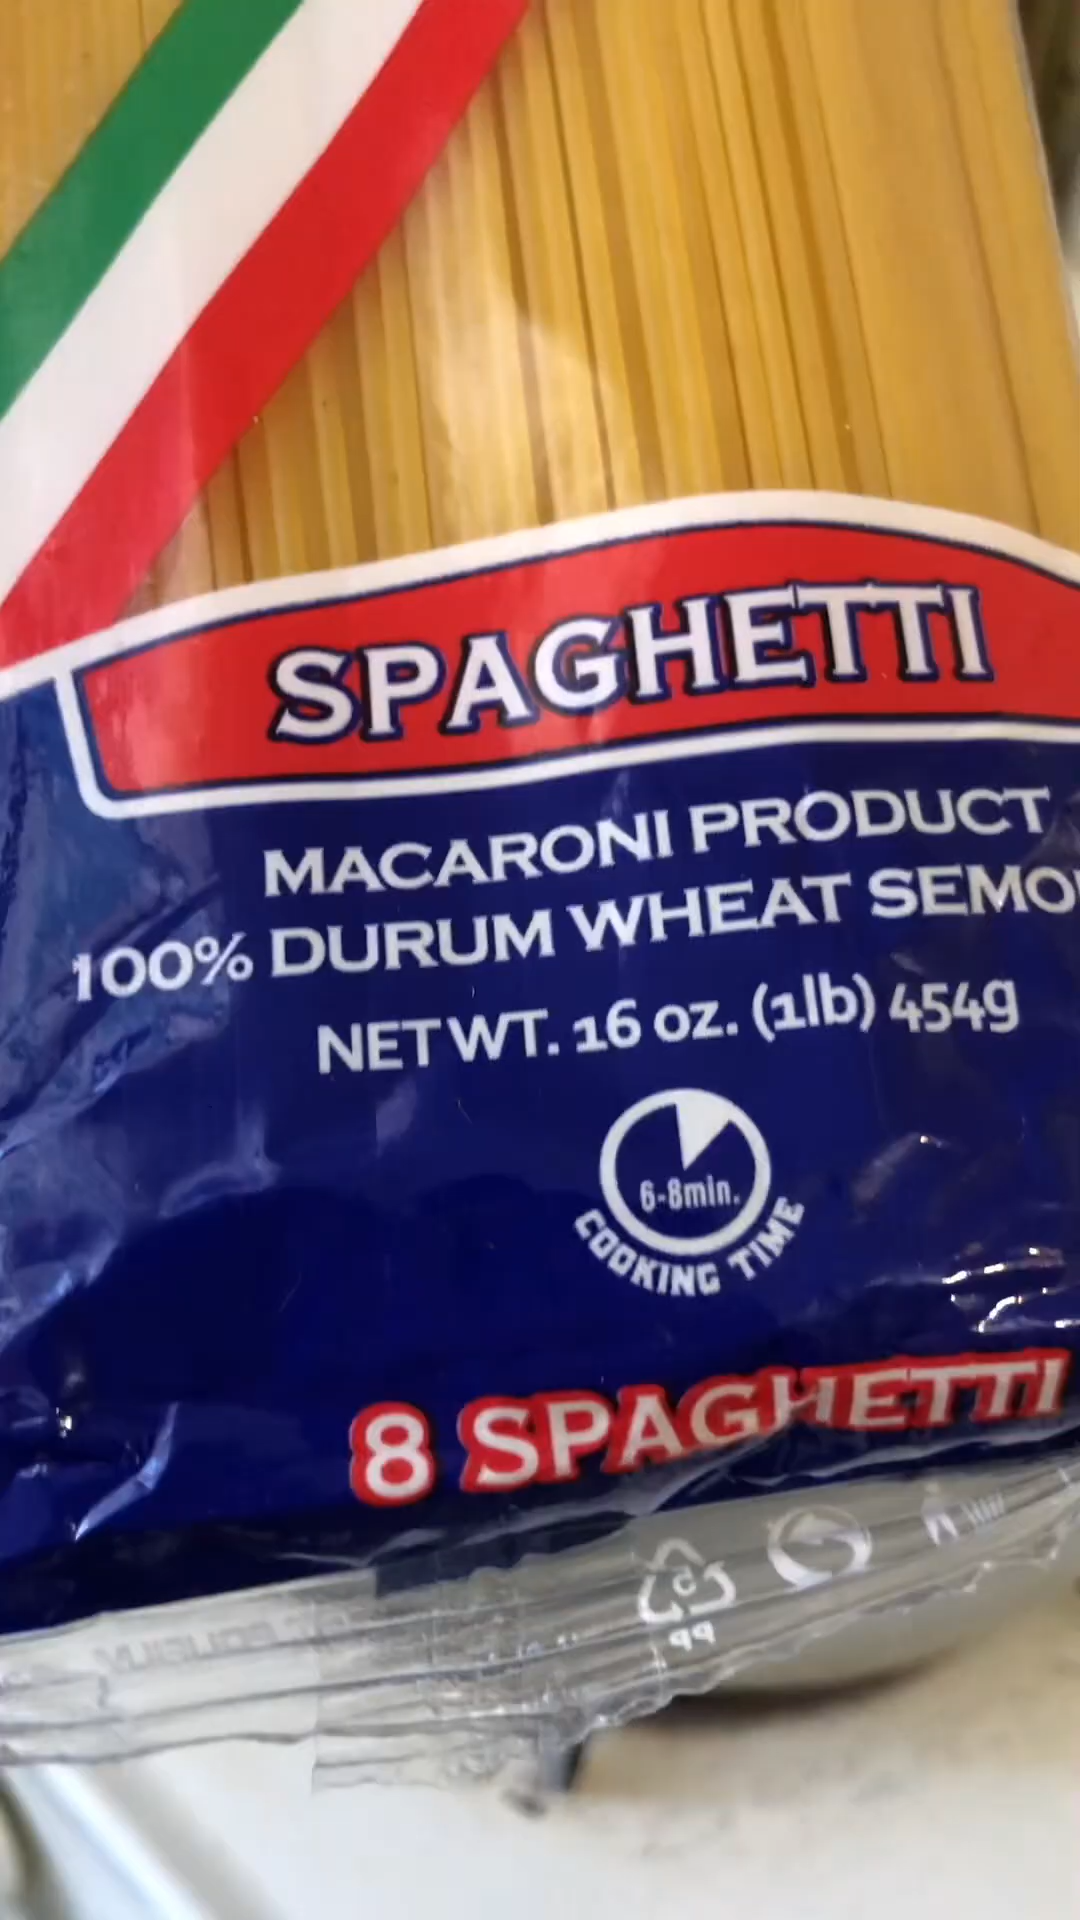 SPAGHETTI
MACARONI PRODUCT
100% DURUM WHEAT SEMO
NET WT. 16 oz. (1lb) 454g
6-8min.
COOKING TIME
8 SPAGHETTI